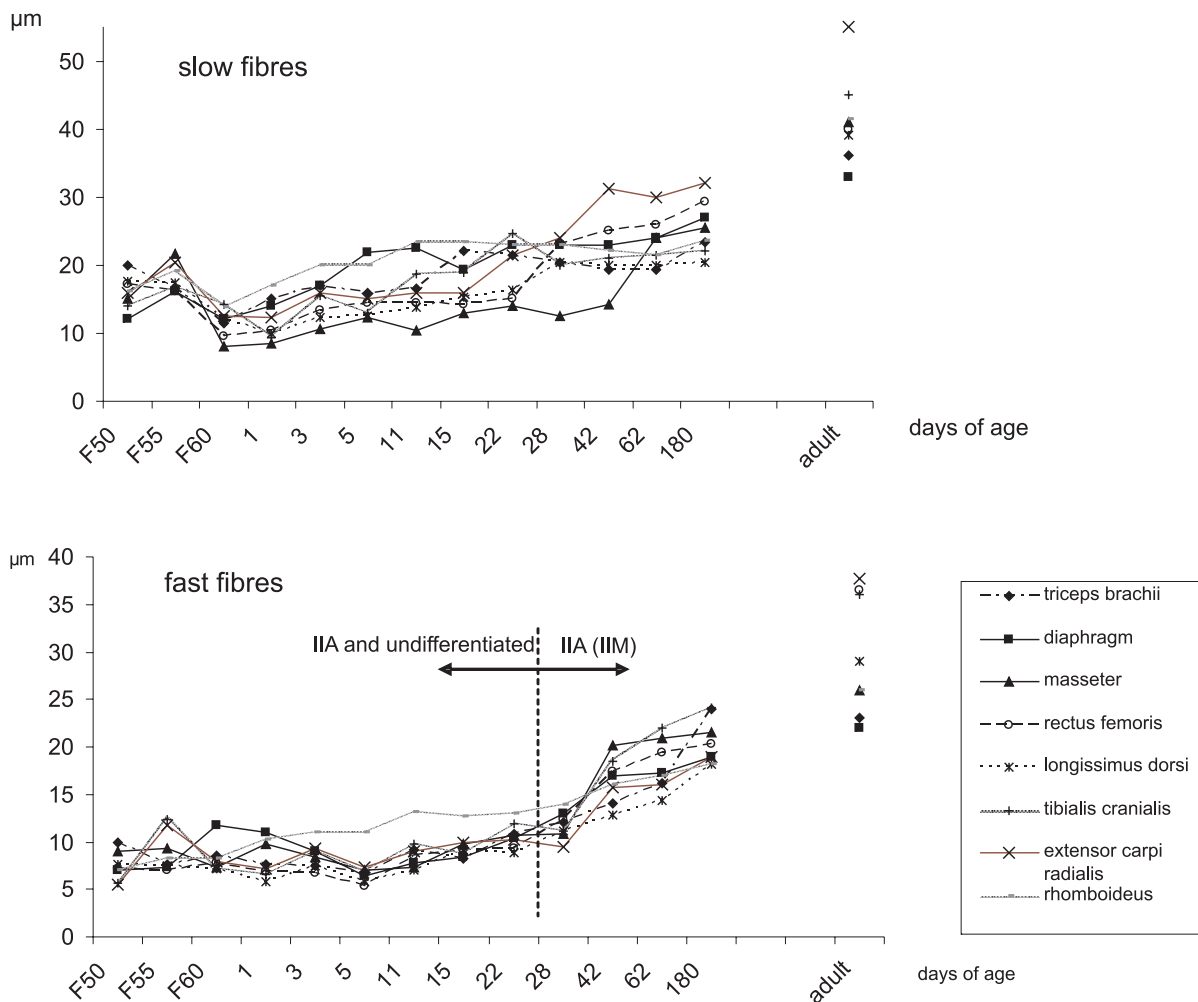 µm
slow fibres
50
40
30
20
10
0
F50 F55 F60 1 3 5 11 15 22 28 42 62 180 adult
days of age
µm
fast fibres
40
35
30
25
20
15
10
5
0
IIA and undifferentiated IIA (IIM)
F50 F55 F60 1 3 5 11 15 22 28 42 62 180 adult
days of age
triceps brachii
diaphragm
masseter
rectus femoris
longissimus dorsi
tibialis cranialis
extensor carpi
radialis
rhomboideus